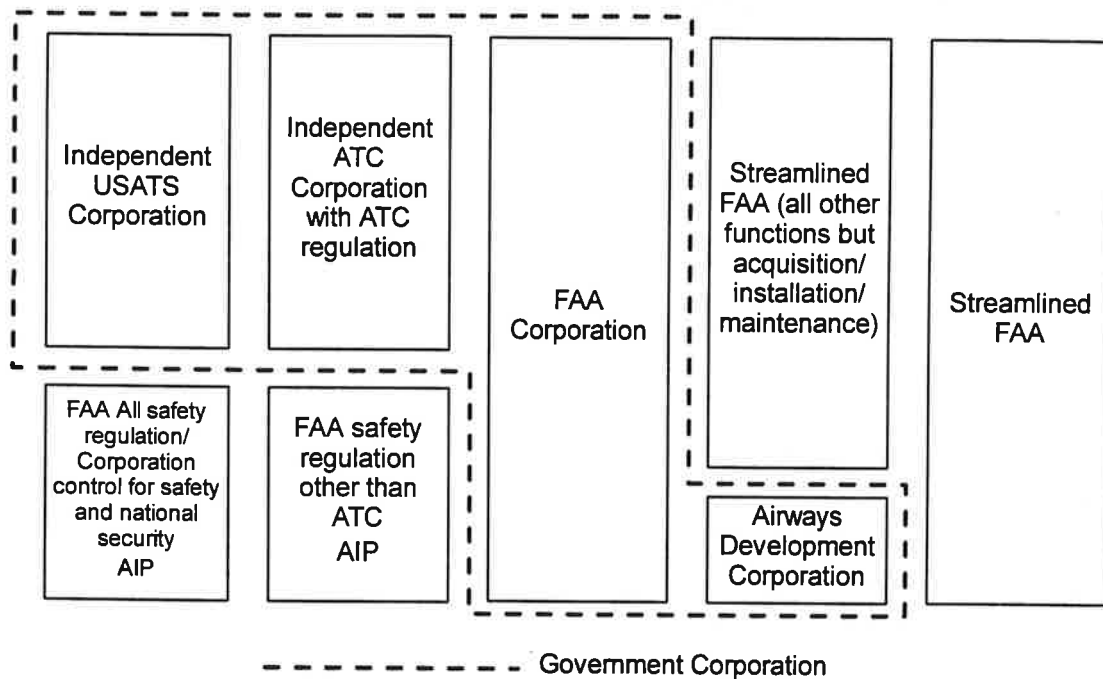 Independent
USATS
Corporation
Independent
ATC
Corporation
with ATC
regulation
FAA
Corporation
Streamlined
FAA (all other
functions but
acquisition/
installation/
maintenance)
Streamlined
FAA
FAA All safety
regulation/
Corporation
control for safety
and national
security
AIP
FAA safety
regulation
other than
ATC
AIP
Airways
Development
Corporation
Government Corporation